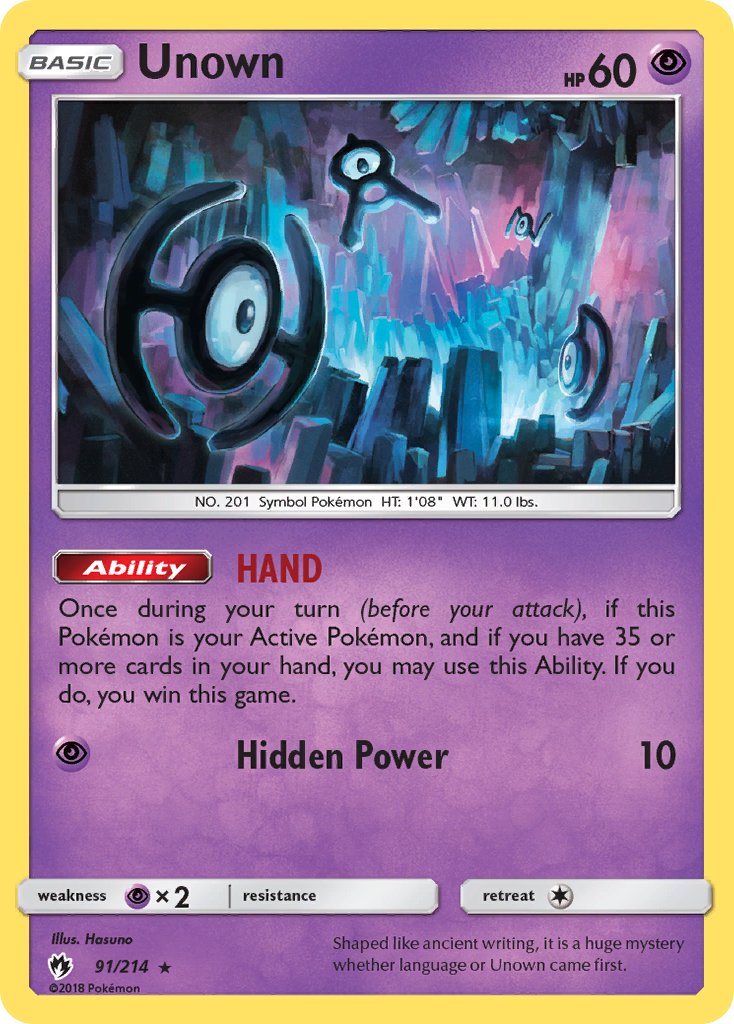 BASIC Unown HP 60
NO. 201 Symbol Pokémon HT: 1'08" WT: 11.0 lbs.
Ability HAND
Once during your turn (before your attack), if this
Pokémon is your Active Pokémon, and if you have 35 or
more cards in your hand, you may use this Ability. If you
do, you win this game.
Hidden Power 10
weakness ×2 resistance retreat
Illus. Hasuno
91/214 ★
©2018 Pokémon
Shaped like ancient writing, it is a huge mystery
whether language or Unown came first.